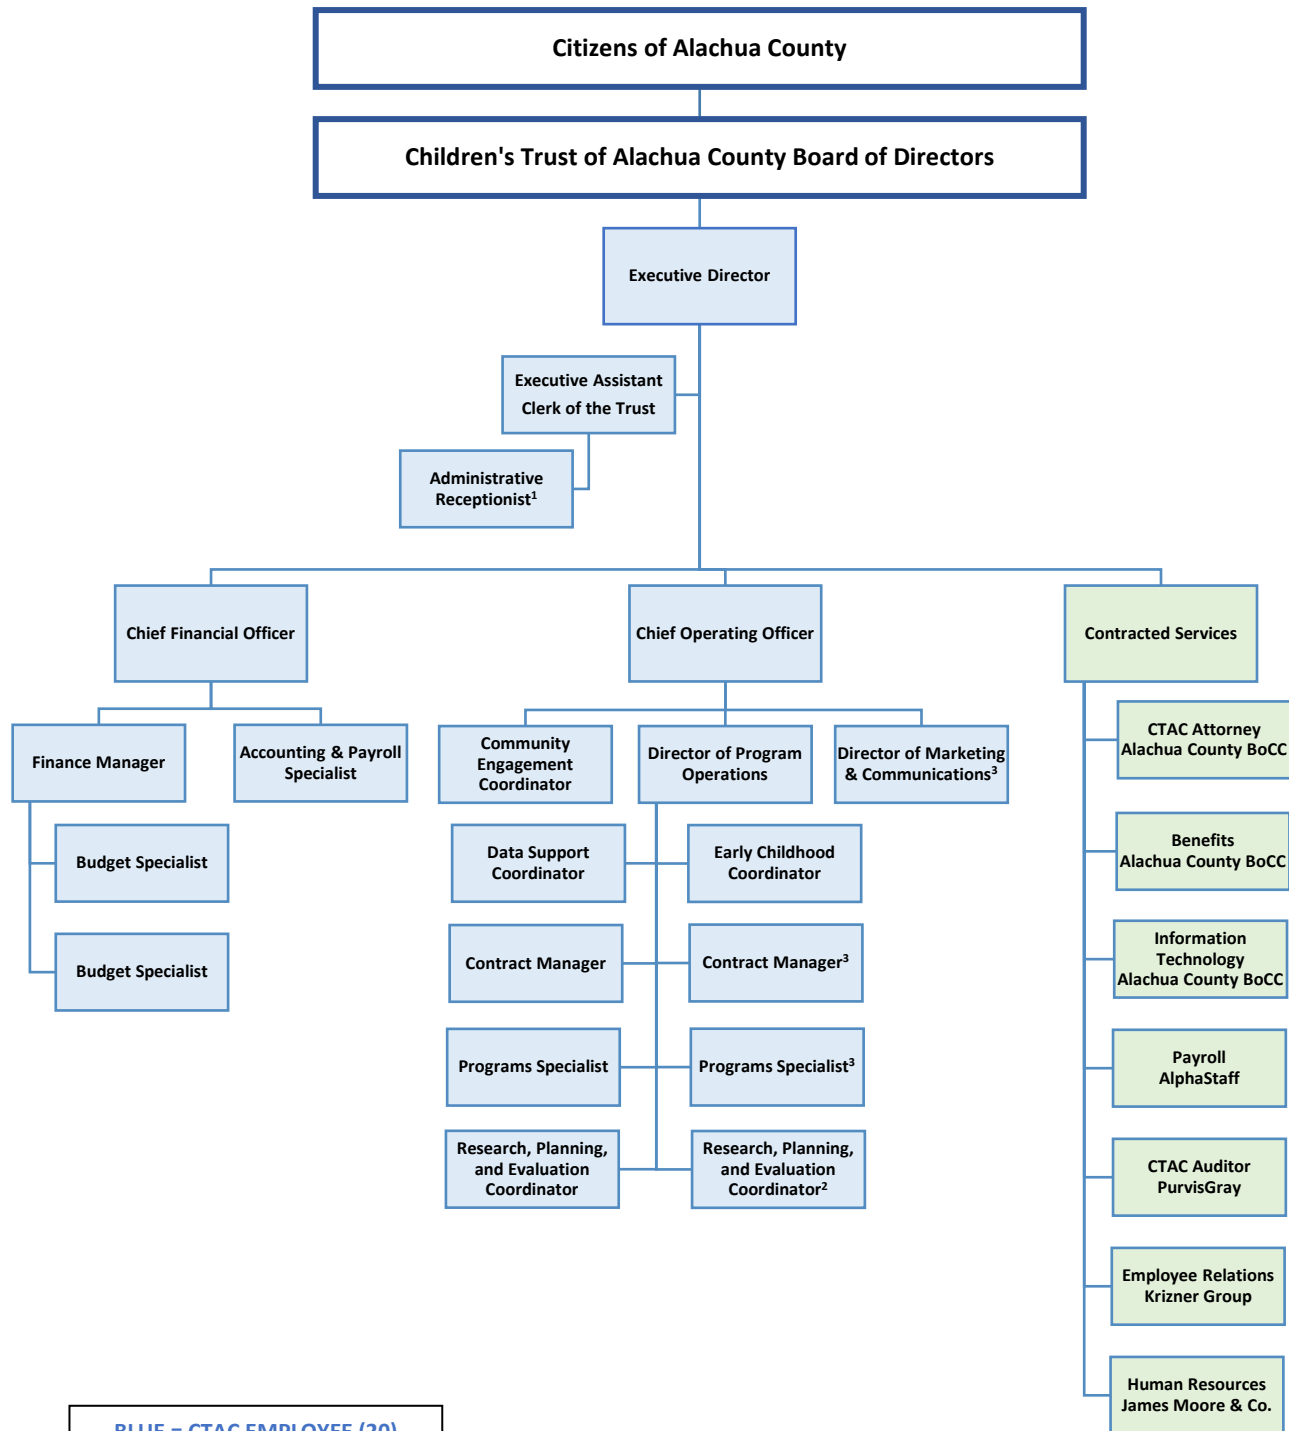 Citizens of Alachua County
Children's Trust of Alachua County Board of Directors
Executive Director
Executive Assistant
Clerk of the Trust
Administrative
Receptionist¹
Chief Financial Officer
Chief Operating Officer
Contracted Services
Finance Manager
Accounting & Payroll
Specialist
Community
Engagement
Coordinator
Director of Program
Operations
Director of Marketing
& Communications³
CTAC Attorney
Alachua County BoCC
Budget Specialist
Data Support
Coordinator
Early Childhood
Coordinator
Benefits
Alachua County BoCC
Budget Specialist
Contract Manager
Contract Manager³
Information
Technology
Alachua County BoCC
Programs Specialist
Programs Specialist³
Payroll
AlphaStaff
Research, Planning,
and Evaluation
Coordinator
Research, Planning,
and Evaluation
Coordinator²
CTAC Auditor
PurvisGray
Employee Relations
Krizner Group
Human Resources
James Moore & Co.
BLUE = CTAC EMPLOYEE (20)